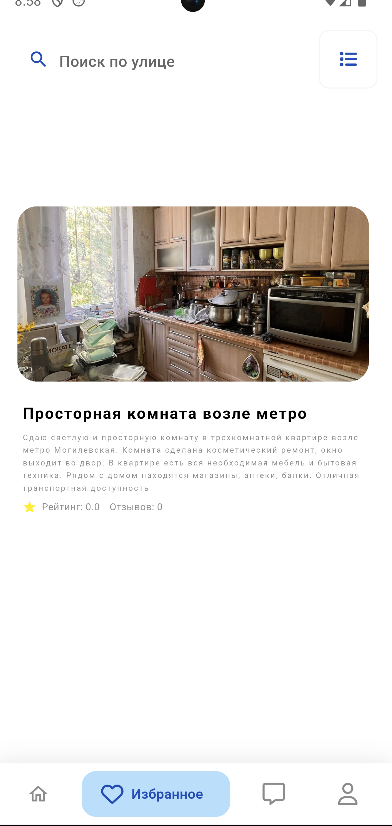 8:58
Поиск по улице
Просторная комната возле метро
Сдаю светлую и просторную комнату в трехкомнатной квартире возле
метро Могилевская. Комната сделана косметический ремонт, окно
выходит во двор. В квартире есть вся необходимая мебель и бытовая
техника. Рядом с домом находятся магазины, аптеки, банки. Отличная
транспортная доступность.
Рейтинг: 0.0 Отзывов: 0
Избранное